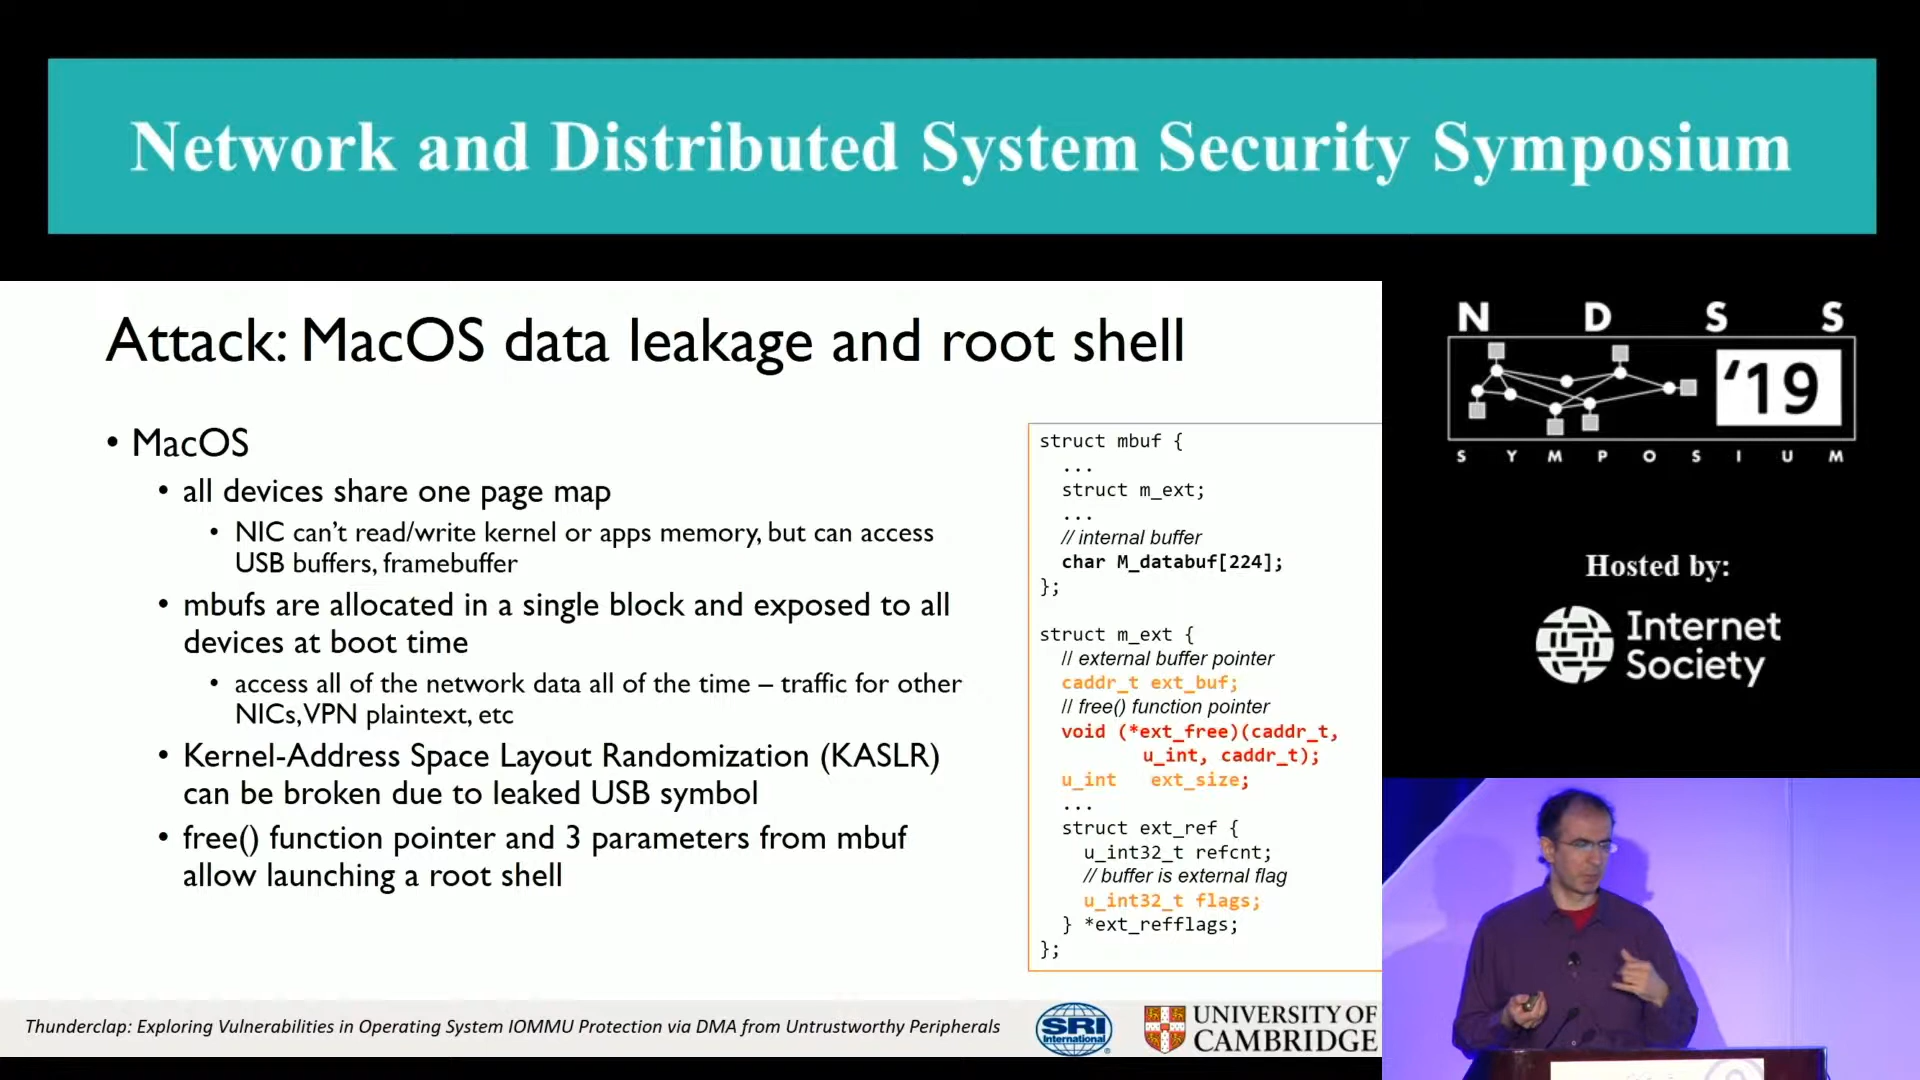 Network and Distributed System Security Symposium
Attack: MacOS data leakage and root shell
• MacOS
• all devices share one page map
• NIC can't read/write kernel or apps memory, but can access
USB buffers, framebuffer
• mbufs are allocated in a single block and exposed to all
devices at boot time
• access all of the network data all of the time – traffic for other
NICs, VPN plaintext, etc
• Kernel-Address Space Layout Randomization (KASLR)
can be broken due to leaked USB symbol
• free() function pointer and 3 parameters from mbuf
allow launching a root shell
struct mbuf {
...
struct m_ext;
...
// internal buffer
char M_databuf[224];
};
struct m_ext {
// external buffer pointer
caddr_t ext_buf;
// free() function pointer
void (*ext_free)(caddr_t,
u_int, caddr_t);
u_int ext_size;
...
struct ext_ref {
u_int32_t refcnt;
// buffer is external flag
u_int32_t flags;
} *ext_refflags;
};
Thunderclap: Exploring Vulnerabilities in Operating System IOMMU Protection via DMA from Untrustworthy Peripherals
SRI
International
UNIVERSITY OF
CAMBRIDGE
N D S S
'19
S Y M P O S I U M
Hosted by:
Internet
Society